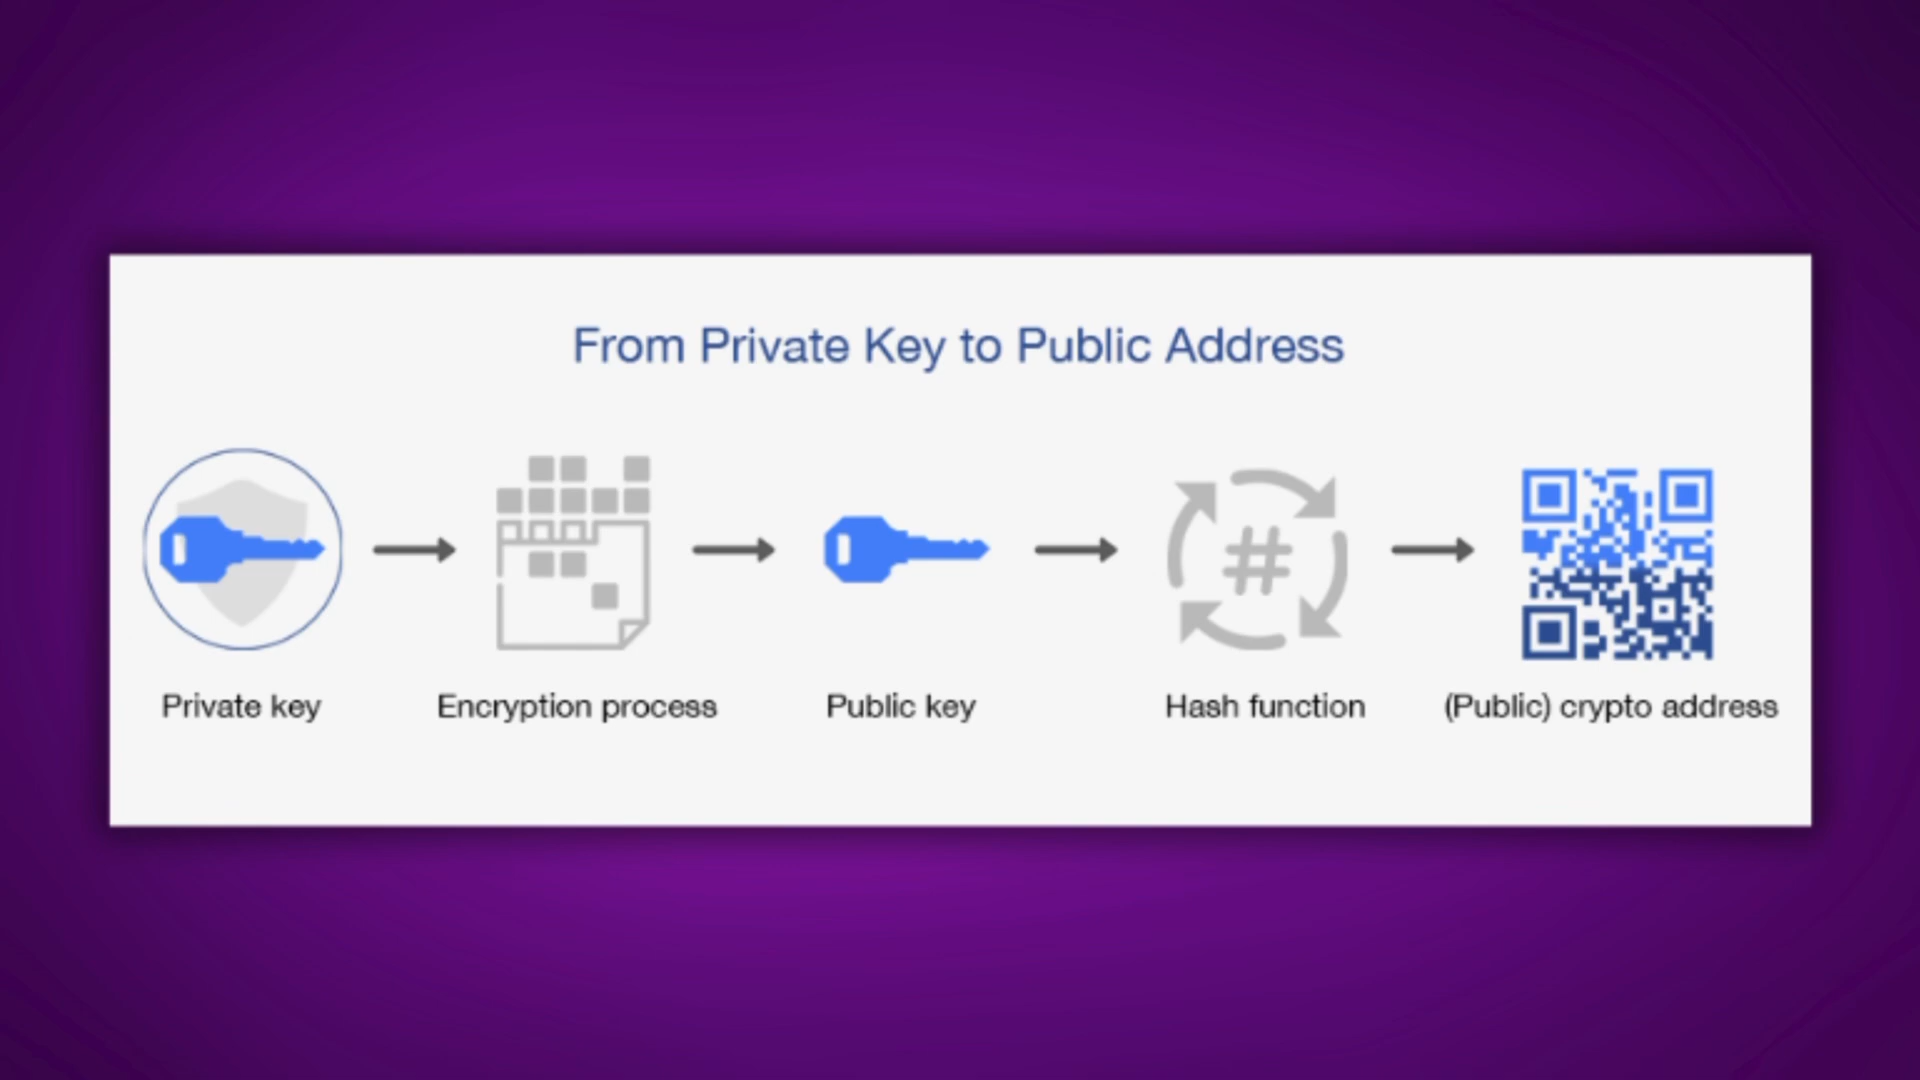 From Private Key to Public Address
Private key
Encryption process
Public key
#
Hash function
(Public) crypto address